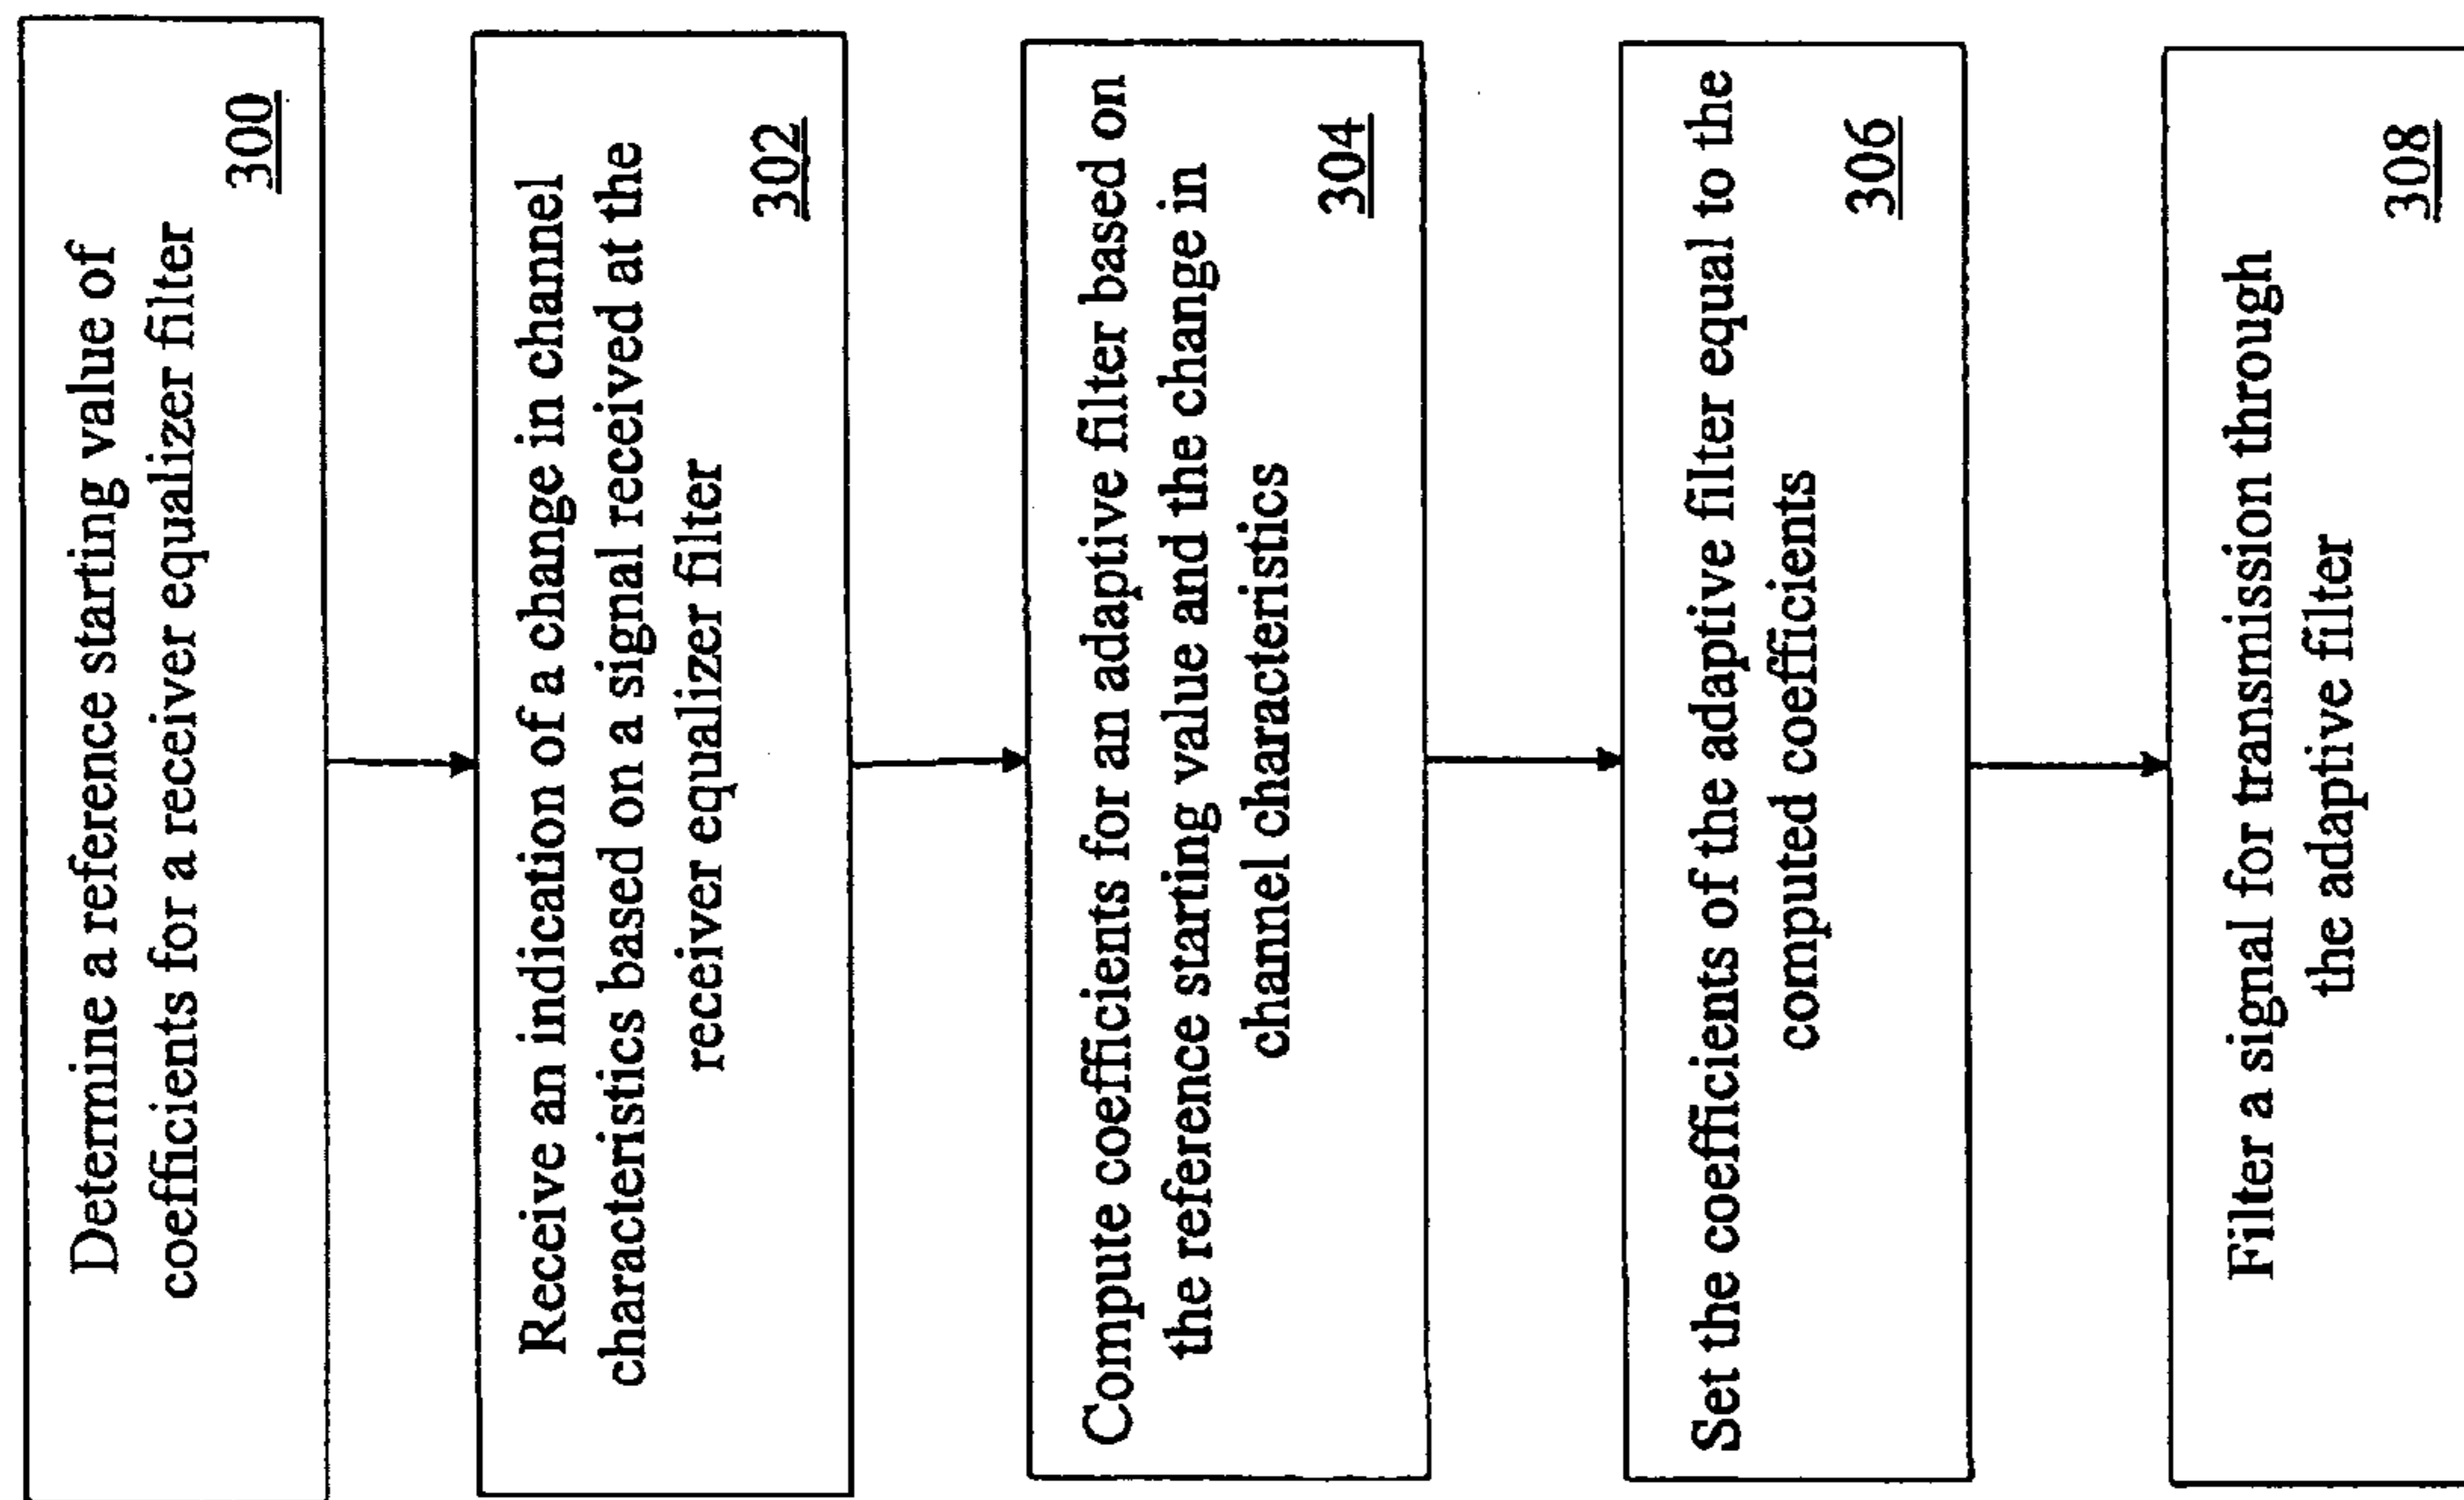 Determine a reference starting value of
coefficients for a receiver equalizer filter
300
Receive an indication of a change in channel
characteristics based on a signal received at the
receiver equalizer filter
302
Compute coefficients for an adaptive filter based on
the reference starting value and the change in
channel characteristics
304
Set the coefficients of the adaptive filter equal to the
computed coefficients
306
Filter a signal for transmission through
the adaptive filter
308